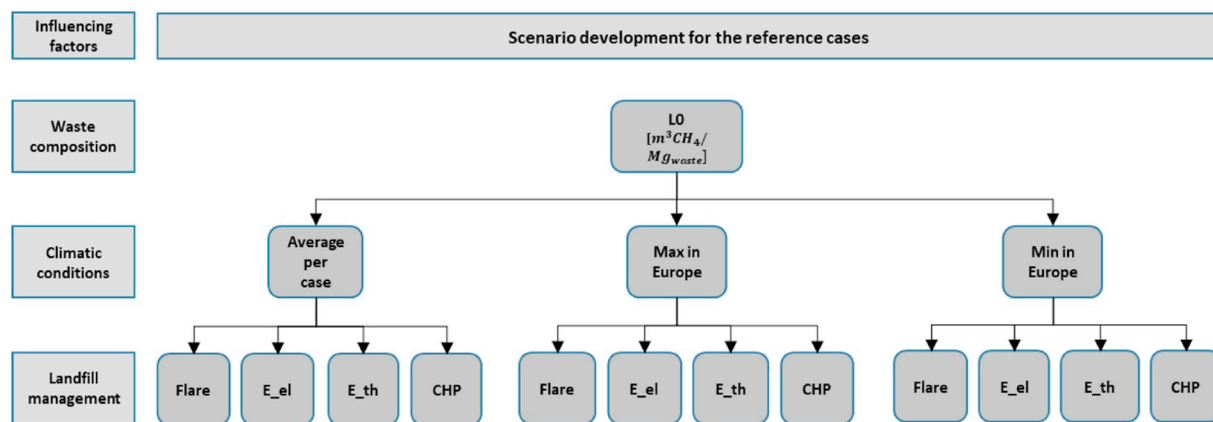 Influencing
factors
Scenario development for the reference cases
Waste
composition
L0
[m³CH₄/
Mg_waste]
Climatic
conditions
Average
per
case
Max in
Europe
Min in
Europe
Landfill
management
Flare
E_el
E_th
CHP
Flare
E_el
E_th
CHP
Flare
E_el
E_th
CHP